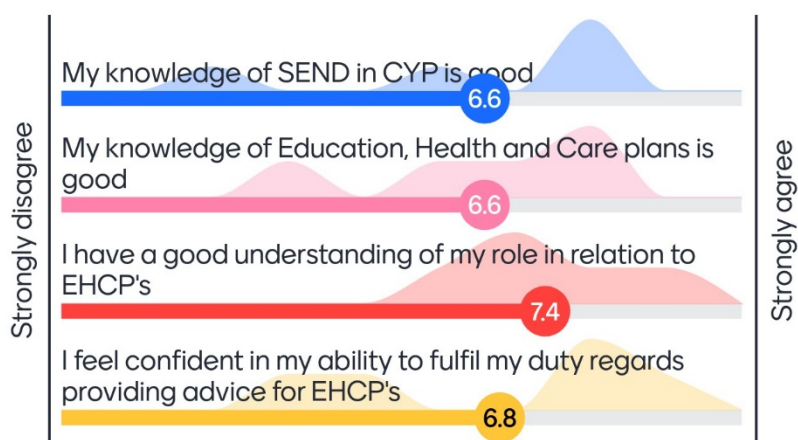 My knowledge of SEND in CYP is good
6.6
My knowledge of Education, Health and Care plans is
good
6.6
I have a good understanding of my role in relation to
EHCP's
7.4
I feel confident in my ability to fulfil my duty regards
providing advice for EHCP's
6.8
Strongly disagree
Strongly agree